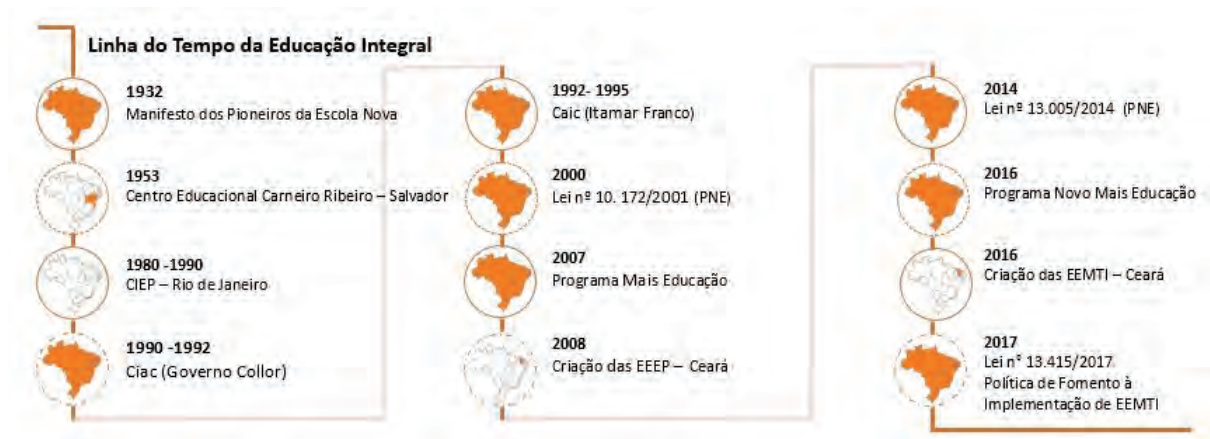 Linha do Tempo da Educação Integral
1932
Manifesto dos Pioneiros da Escola Nova
1953
Centro Educacional Carneiro Ribeiro – Salvador
1980 -1990
CIEP – Rio de Janeiro
1990 -1992
Ciac (Governo Collor)
1992- 1995
Caic (Itamar Franco)
2000
Lei nº 10. 172/2001 (PNE)
2007
Programa Mais Educação
2008
Criação das EEEP – Ceará
2014
Lei nº 13.005/2014 (PNE)
2016
Programa Novo Mais Educação
2016
Criação das EEMTI – Ceará
2017
Lei n° 13.415/2017
Política de Fomento à
Implementação de EEMTI